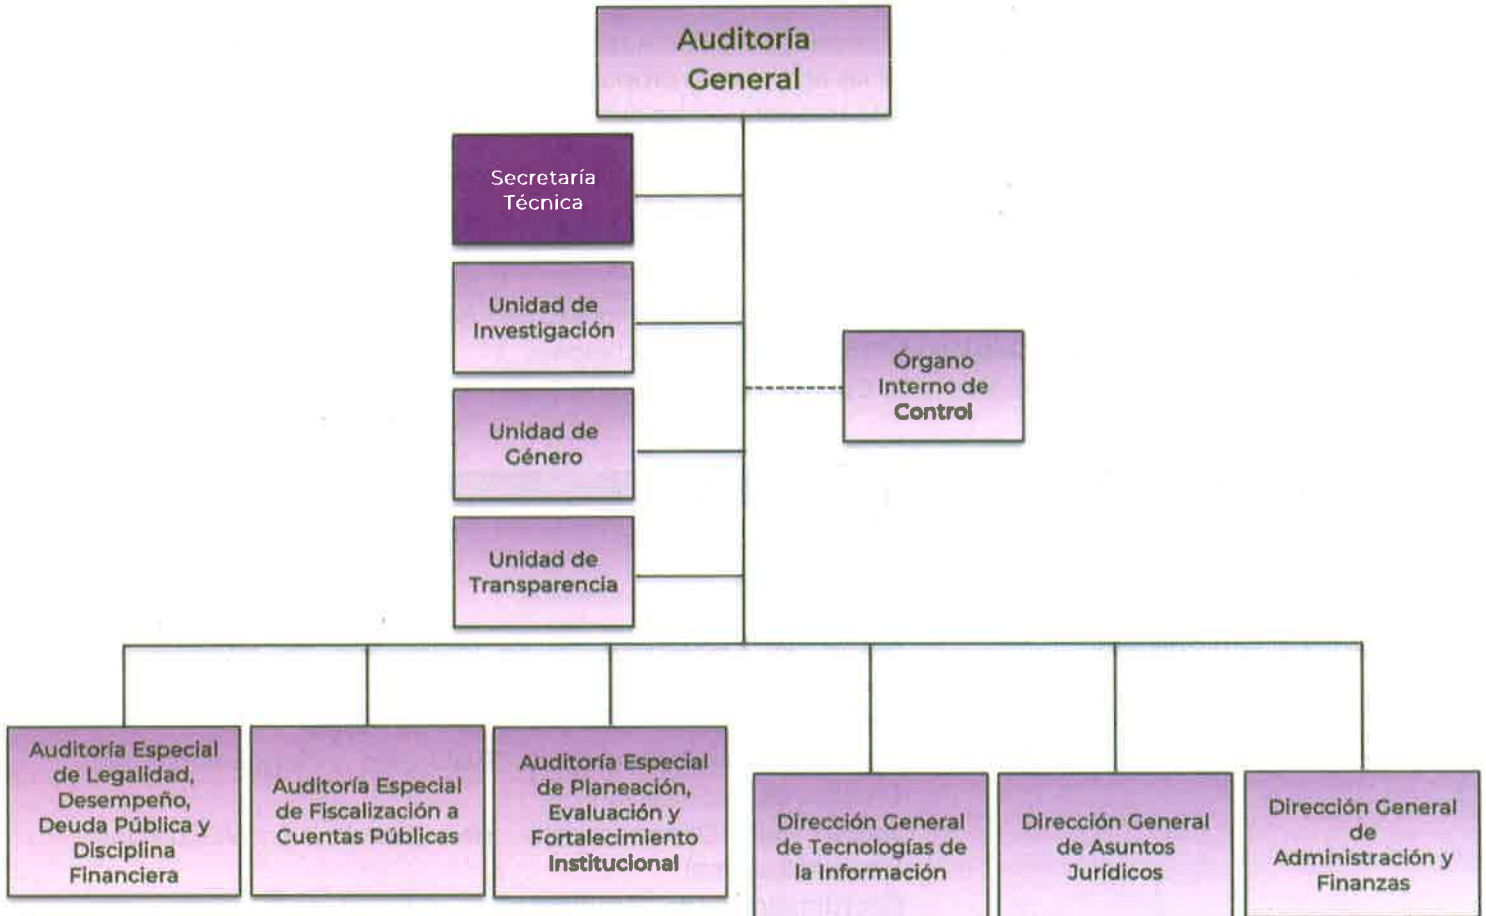 Auditoría
General
Secretaría
Técnica
Unidad de
Investigación
Órgano
Interno de
Control
Unidad de
Género
Unidad de
Transparencia
Auditoría Especial
de Legalidad,
Desempeño,
Deuda Pública y
Disciplina
Financiera
Auditoría Especial
de Fiscalización a
Cuentas Públicas
Auditoría Especial
de Planeación,
Evaluación y
Fortalecimiento
Institucional
Dirección General
de Tecnologías de
la Información
Dirección General
de Asuntos
Jurídicos
Dirección General
de
Administración y
Finanzas